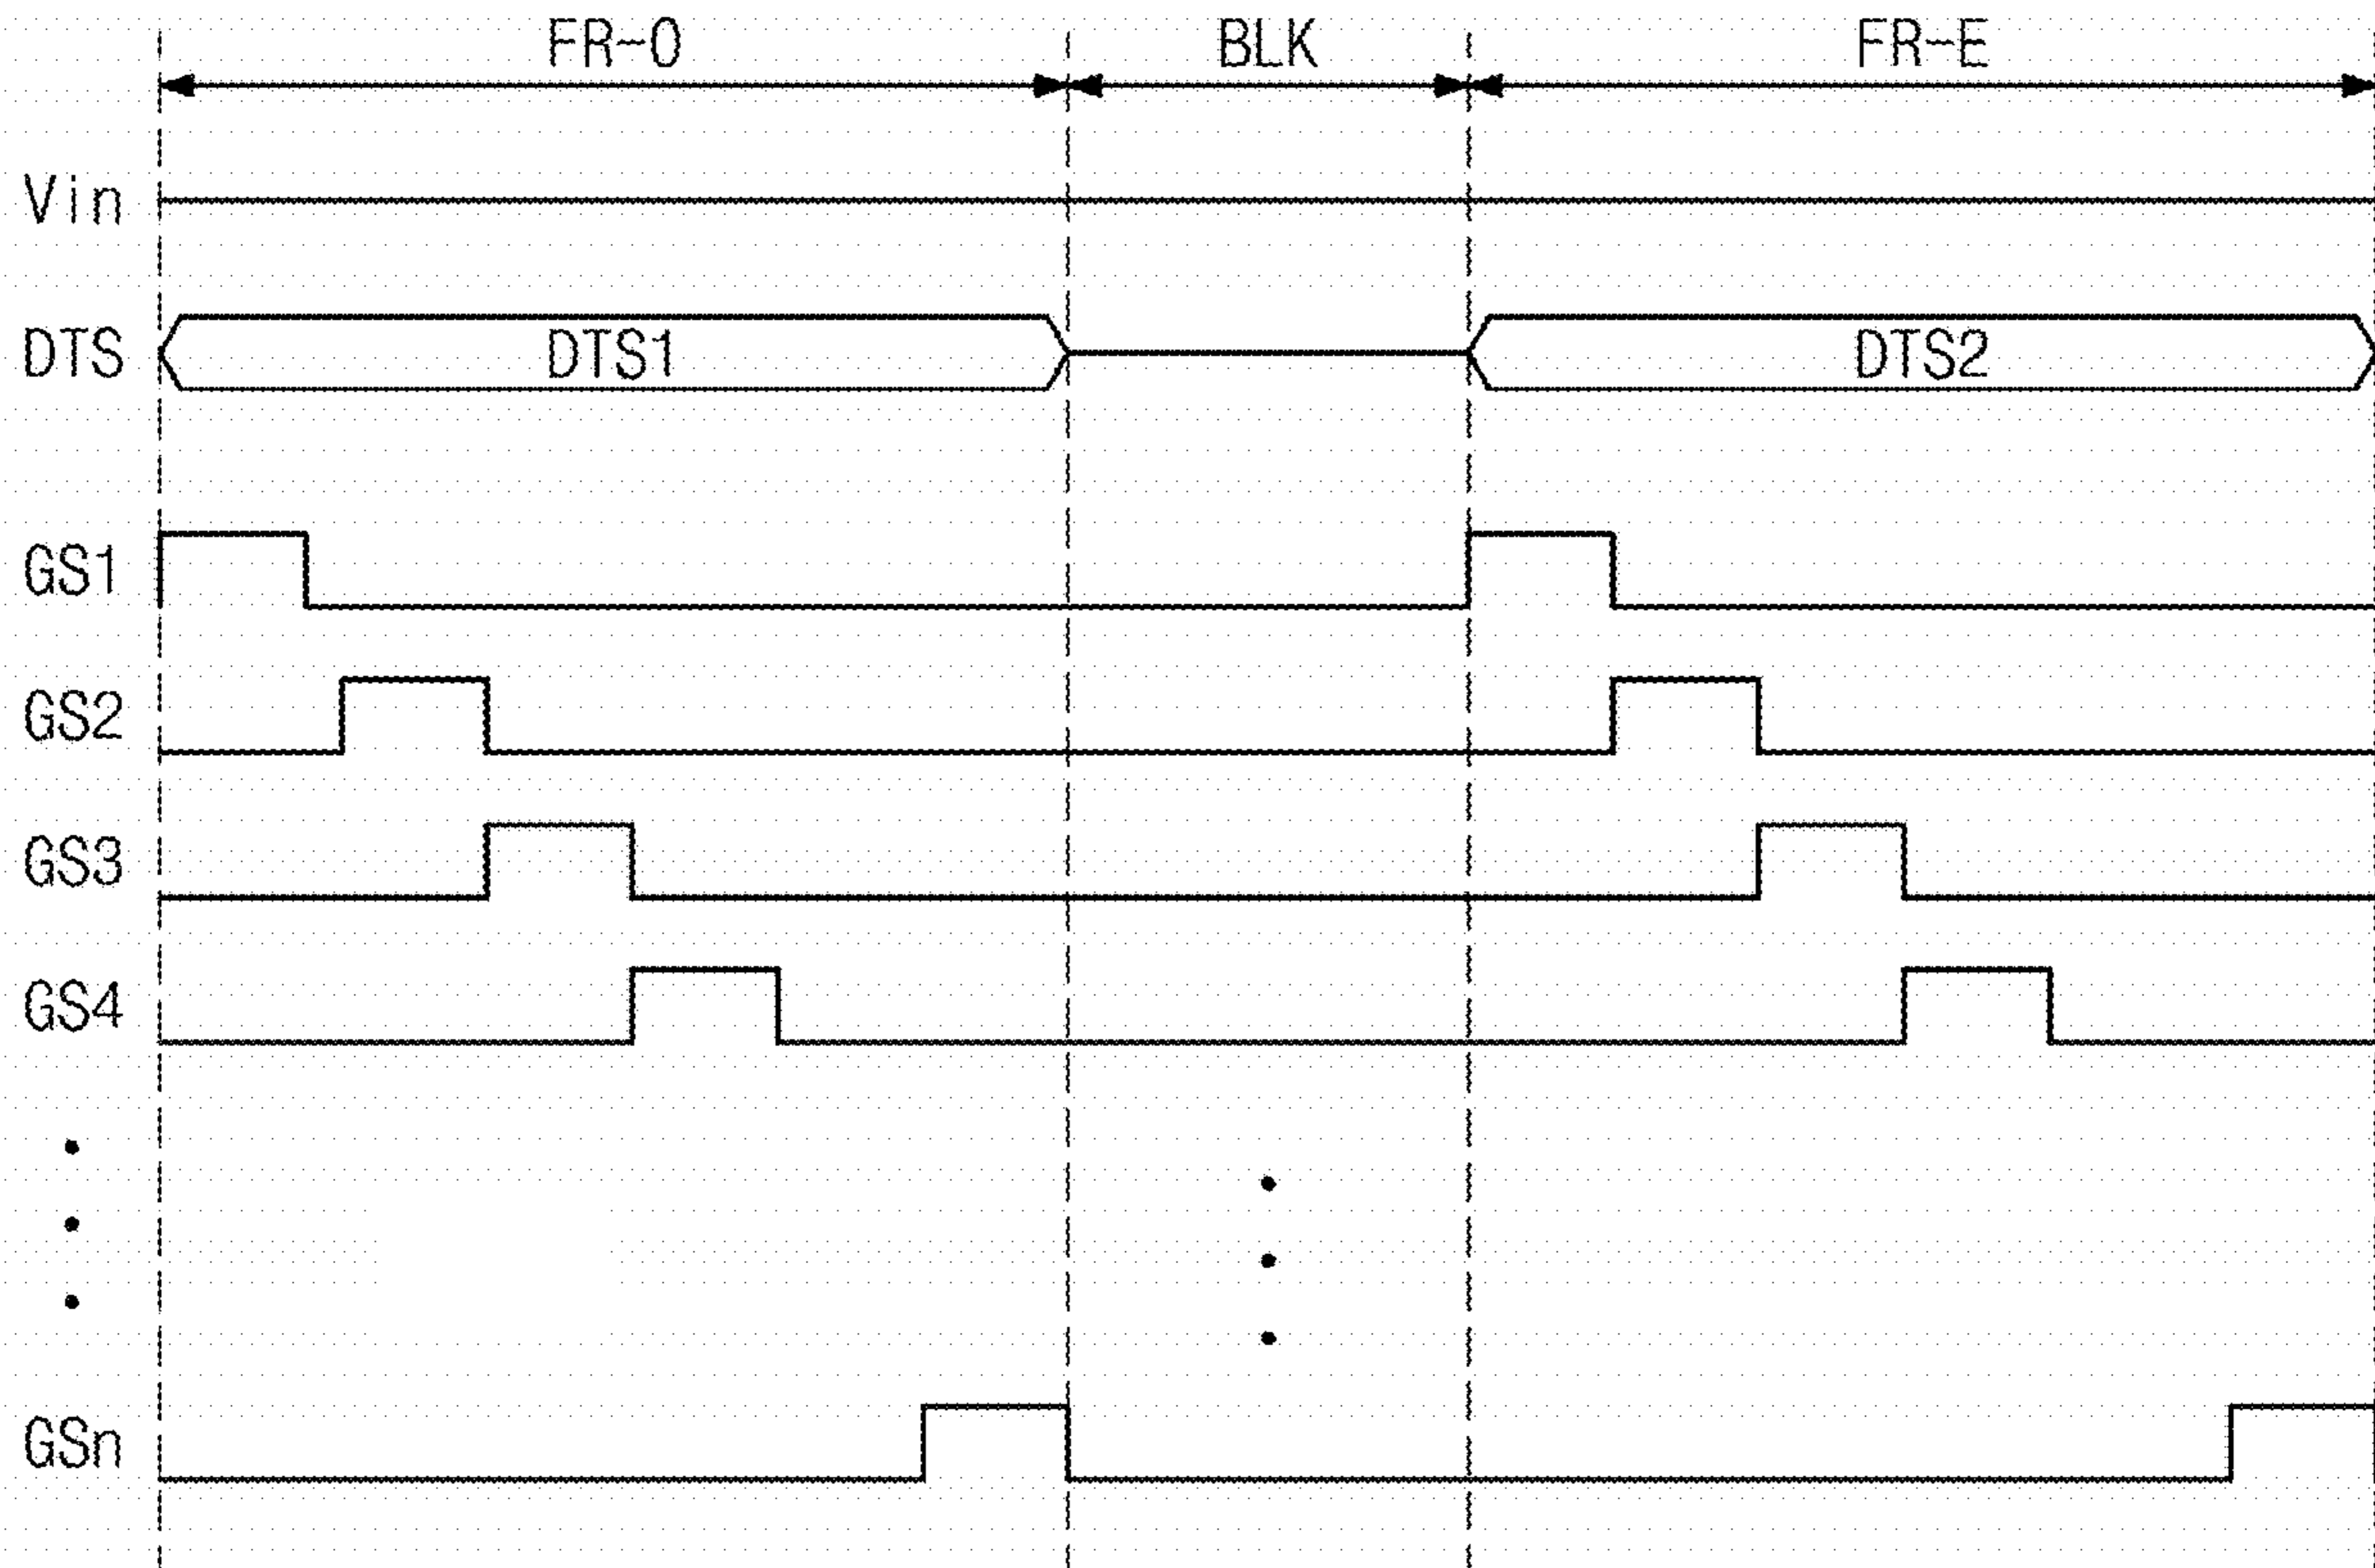 FR-O BLK FR-E
Vin
DTS DTS1 DTS2
GS1
GS2
GS3
GS4
GSn